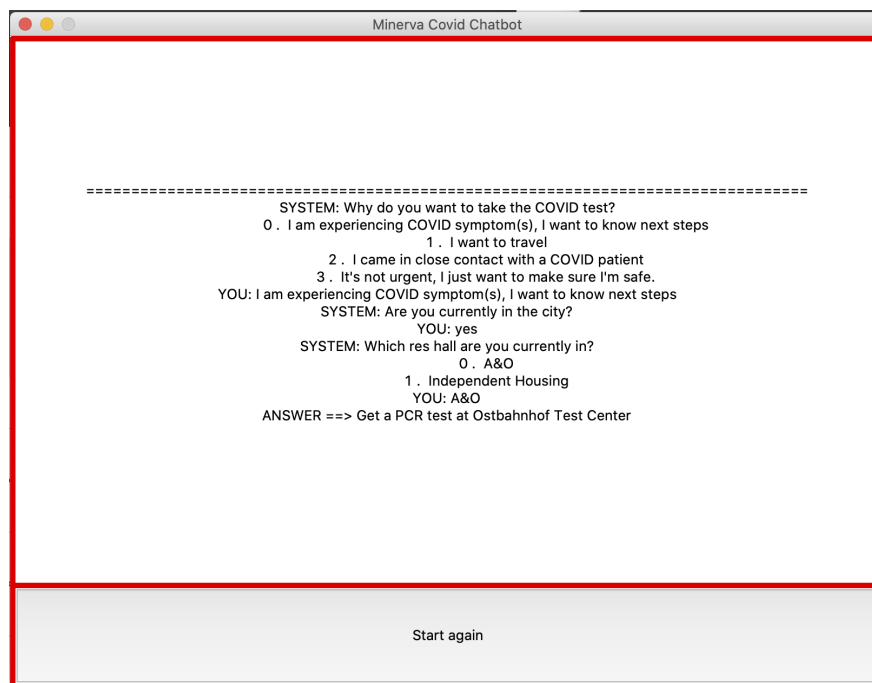 Minerva Covid Chatbot
================================================================================
SYSTEM: Why do you want to take the COVID test?
0 .  I am experiencing COVID symptom(s), I want to know next steps
1 .  I want to travel
2 .  I came in close contact with a COVID patient
3 .  It's not urgent, I just want to make sure I'm safe.
YOU: I am experiencing COVID symptom(s), I want to know next steps
SYSTEM: Are you currently in the city?
YOU: yes
SYSTEM: Which res hall are you currently in?
0 .  A&O
1 .  Independent Housing
YOU: A&O
ANSWER ==> Get a PCR test at Ostbahnhof Test Center
Start again